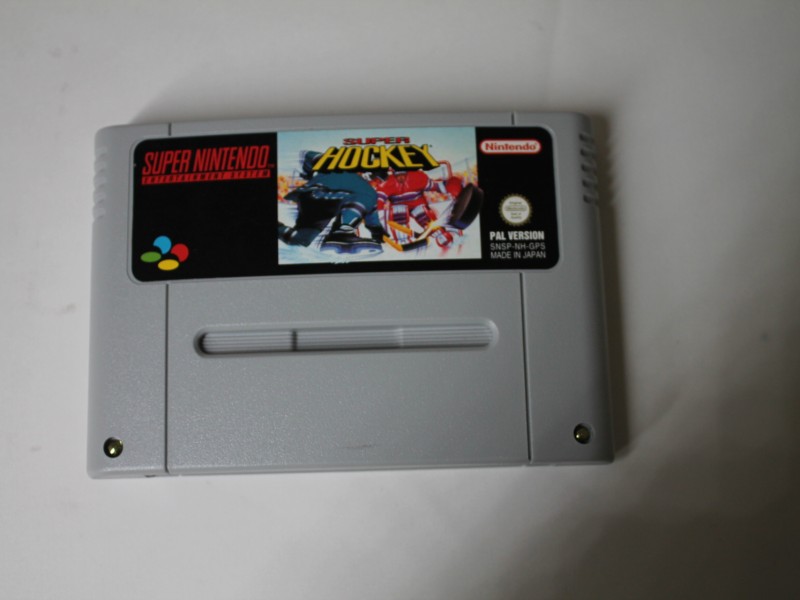 SUPER NINTENDO
ENTERTAINMENT SYSTEM
SUPER
HOCKEY
Nintendo
PAL VERSION
SNSP-NH-GPS
MADE IN JAPAN